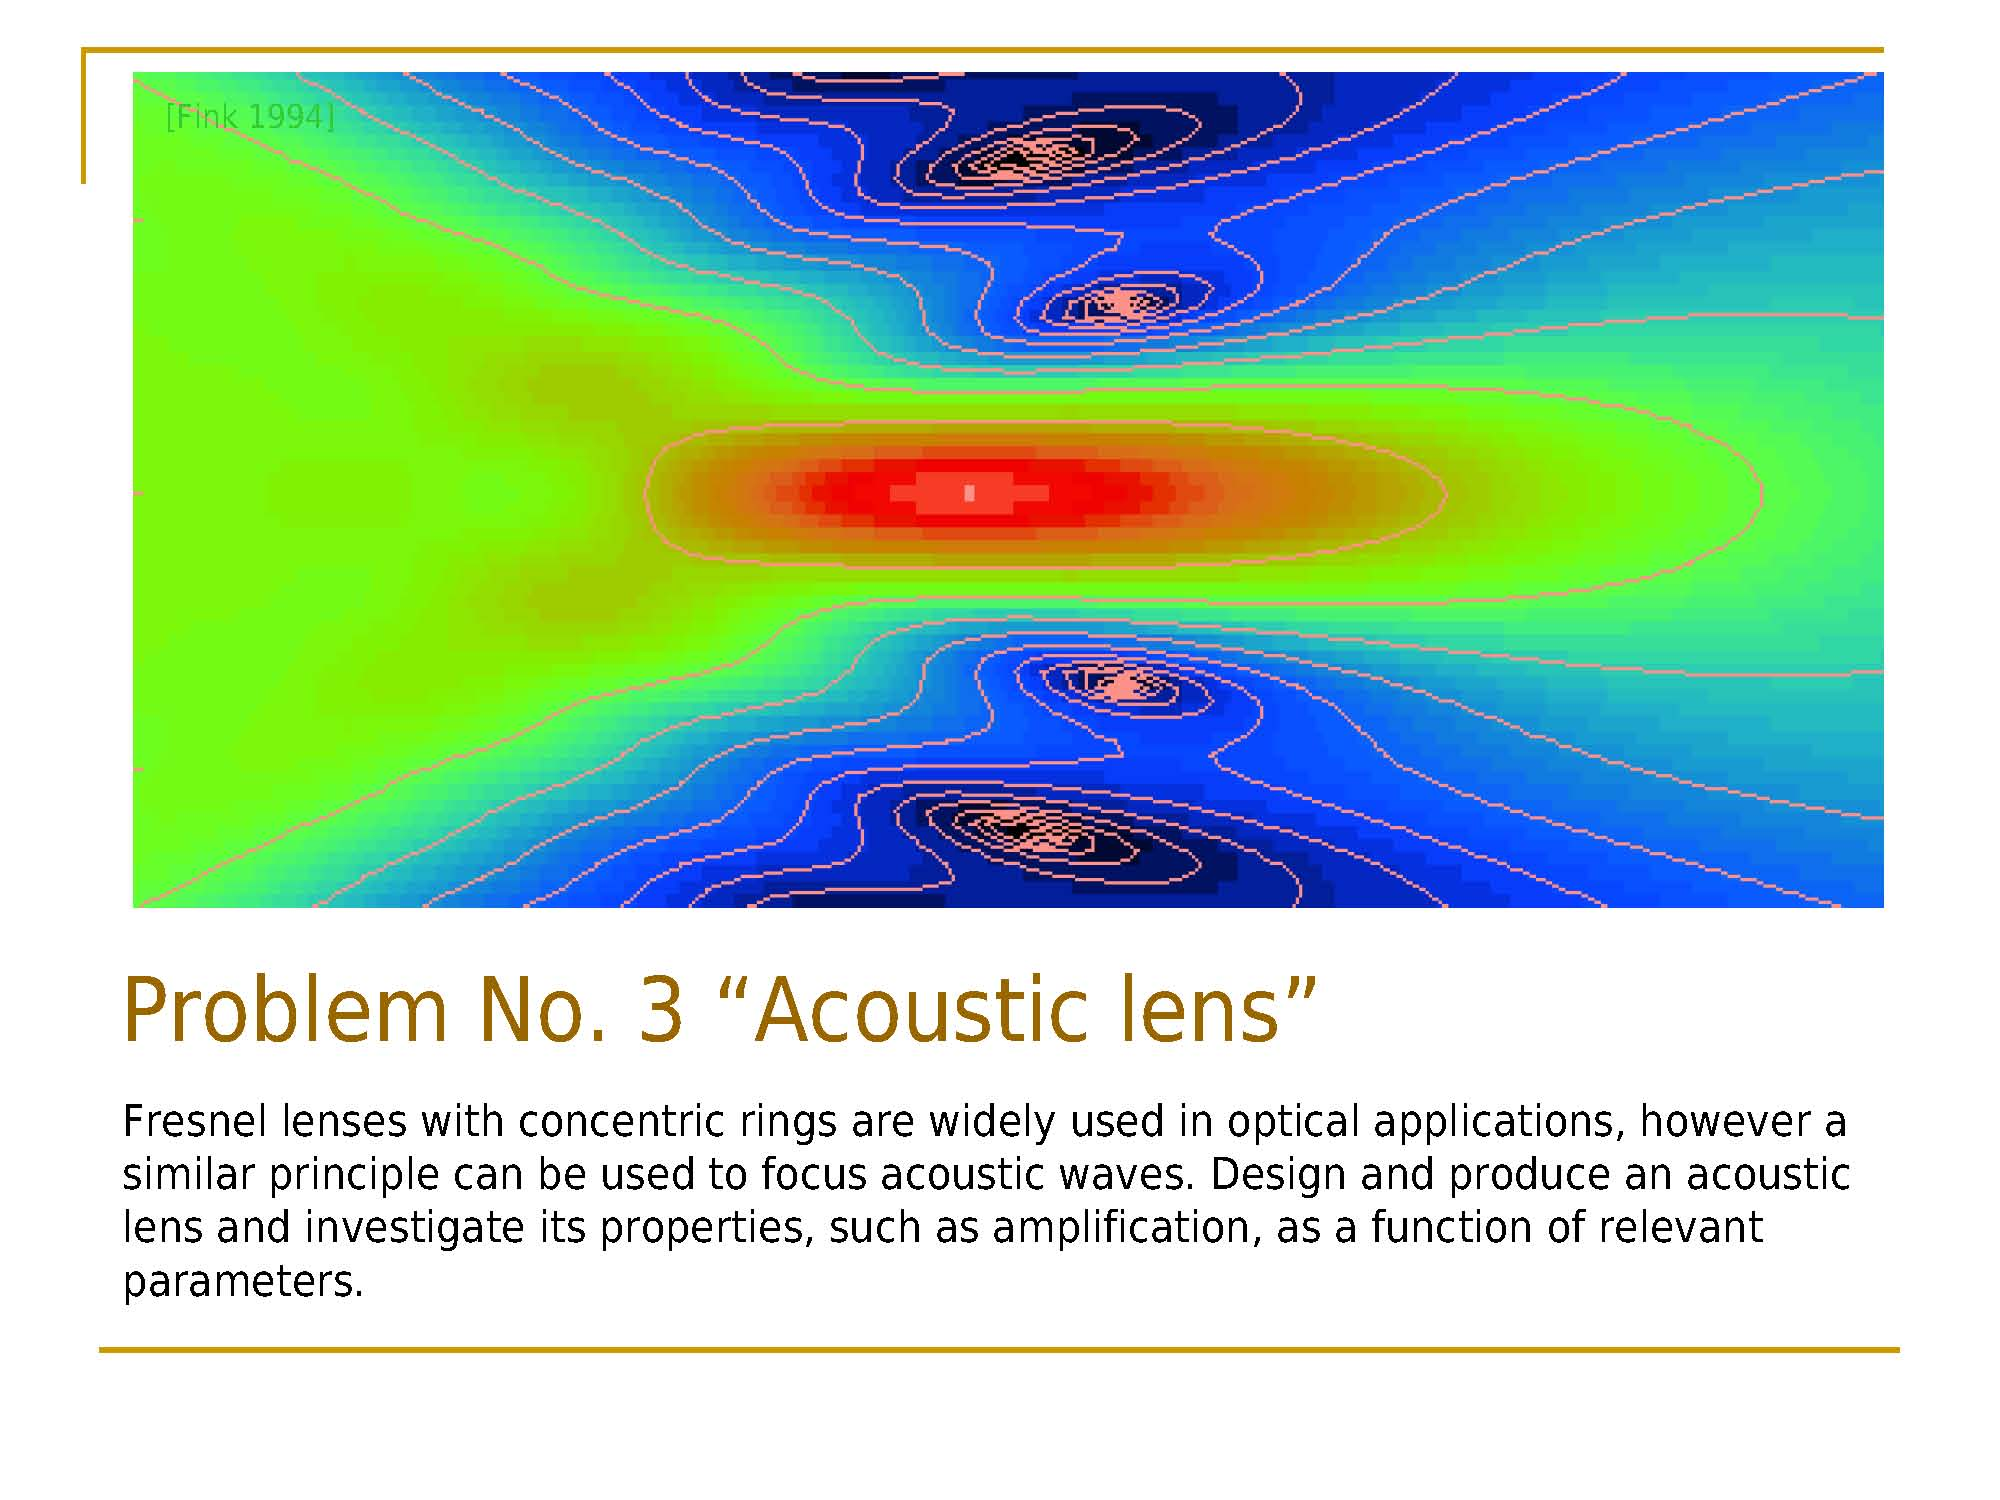 [Fink 1994]
Problem No. 3 “Acoustic lens”
Fresnel lenses with concentric rings are widely used in optical applications, however a
similar principle can be used to focus acoustic waves. Design and produce an acoustic
lens and investigate its properties, such as amplification, as a function of relevant
parameters.